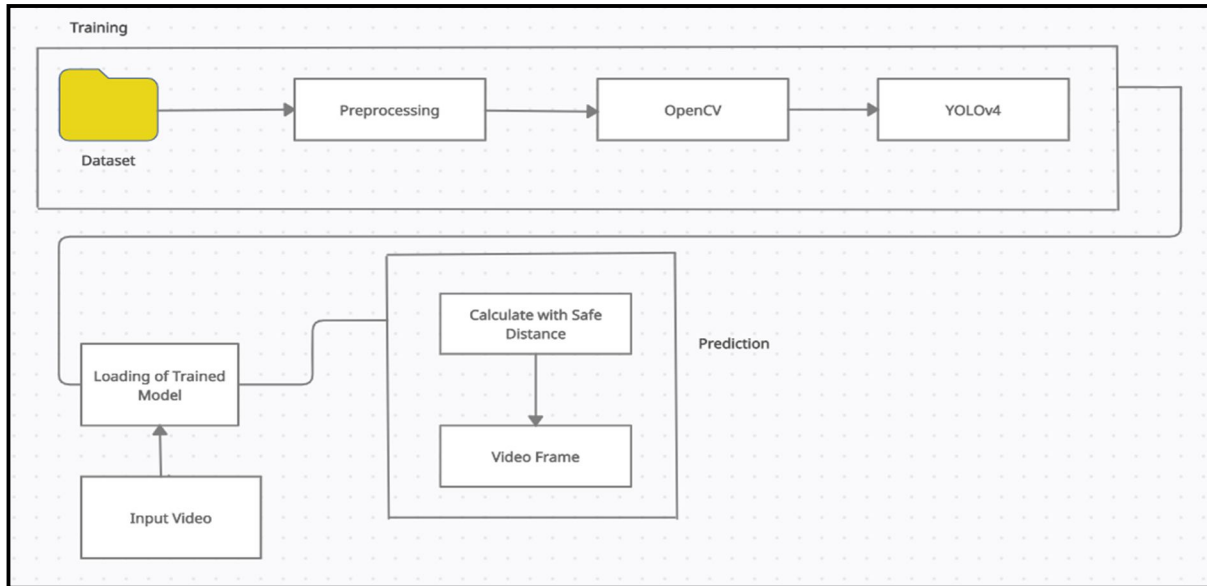 Training
Preprocessing
OpenCV
YOLOv4
Dataset
Calculate with Safe
Distance
Prediction
Loading of Trained
Model
Video Frame
Input Video